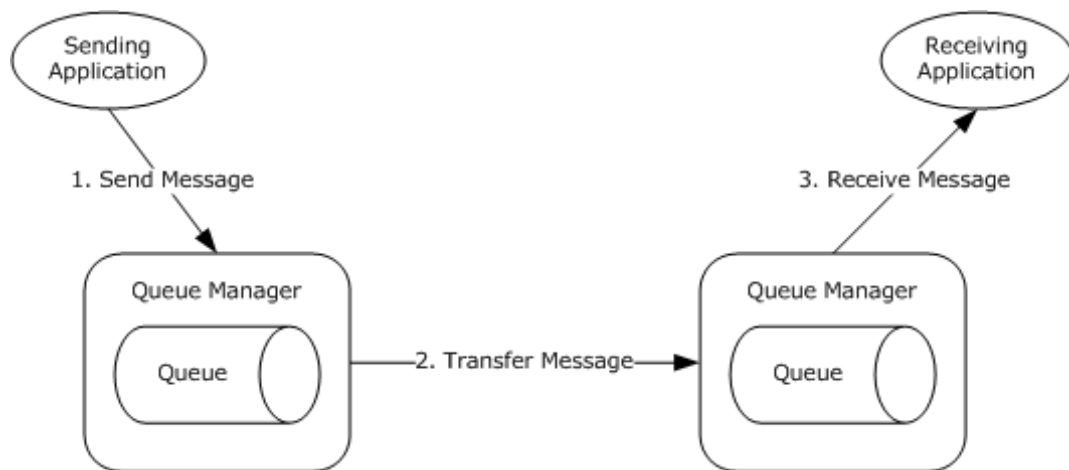 Sending
Application
Receiving
Application
1. Send Message
3. Receive Message
Queue Manager
Queue Manager
Queue
2. Transfer Message
Queue